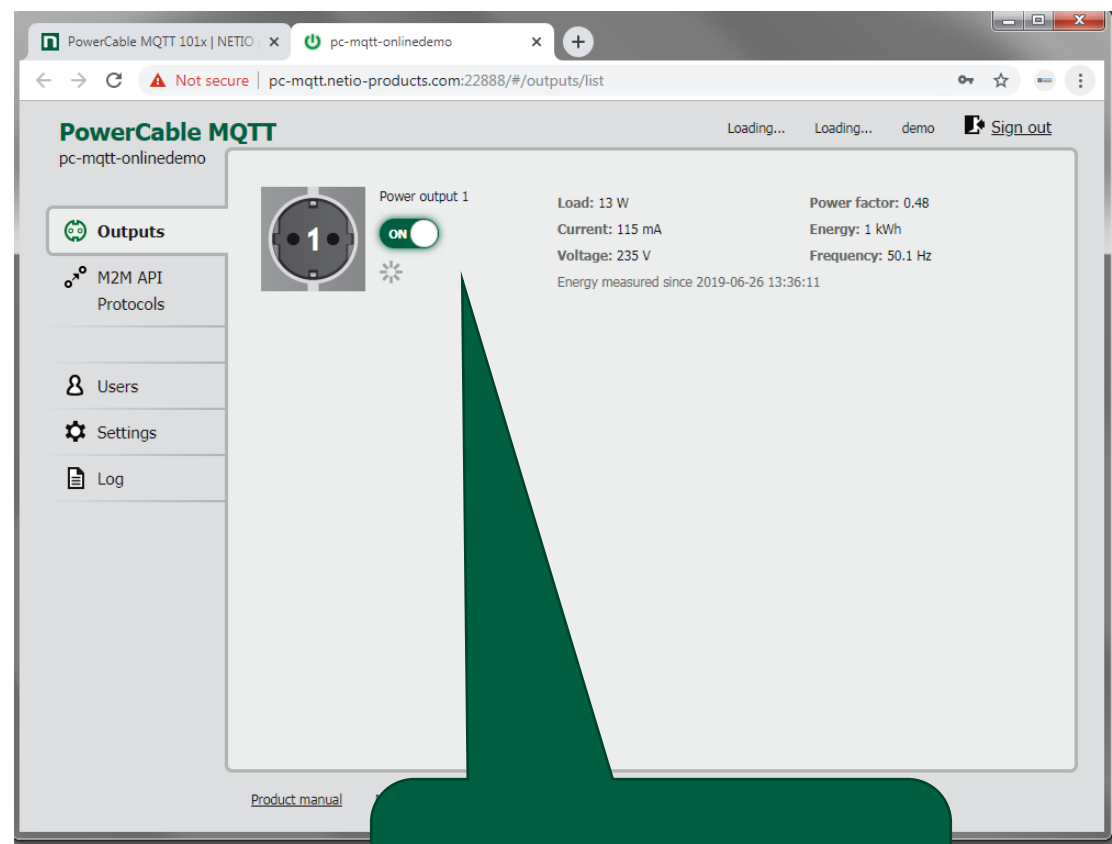 PowerCable MQTT 101x | NETIO
pc-mqtt-onlinedemo
Not secure | pc-mqtt.netio-products.com:22888/#/outputs/list
PowerCable MQTT
pc-mqtt-onlinedemo
Loading... Loading... demo Sign out
Outputs
M2M API
Protocols
Users
Settings
Log
1
Power output 1
ON
Load: 13 W
Current: 115 mA
Voltage: 235 V
Power factor: 0.48
Energy: 1 kWh
Frequency: 50.1 Hz
Energy measured since 2019-06-26 13:36:11
Product manual